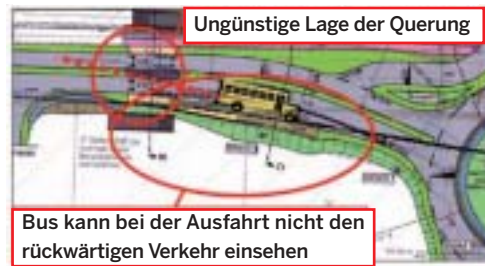 Ungünstige Lage der Querung
Bus kann bei der Ausfahrt nicht den
rückwärtigen Verkehr einsehen